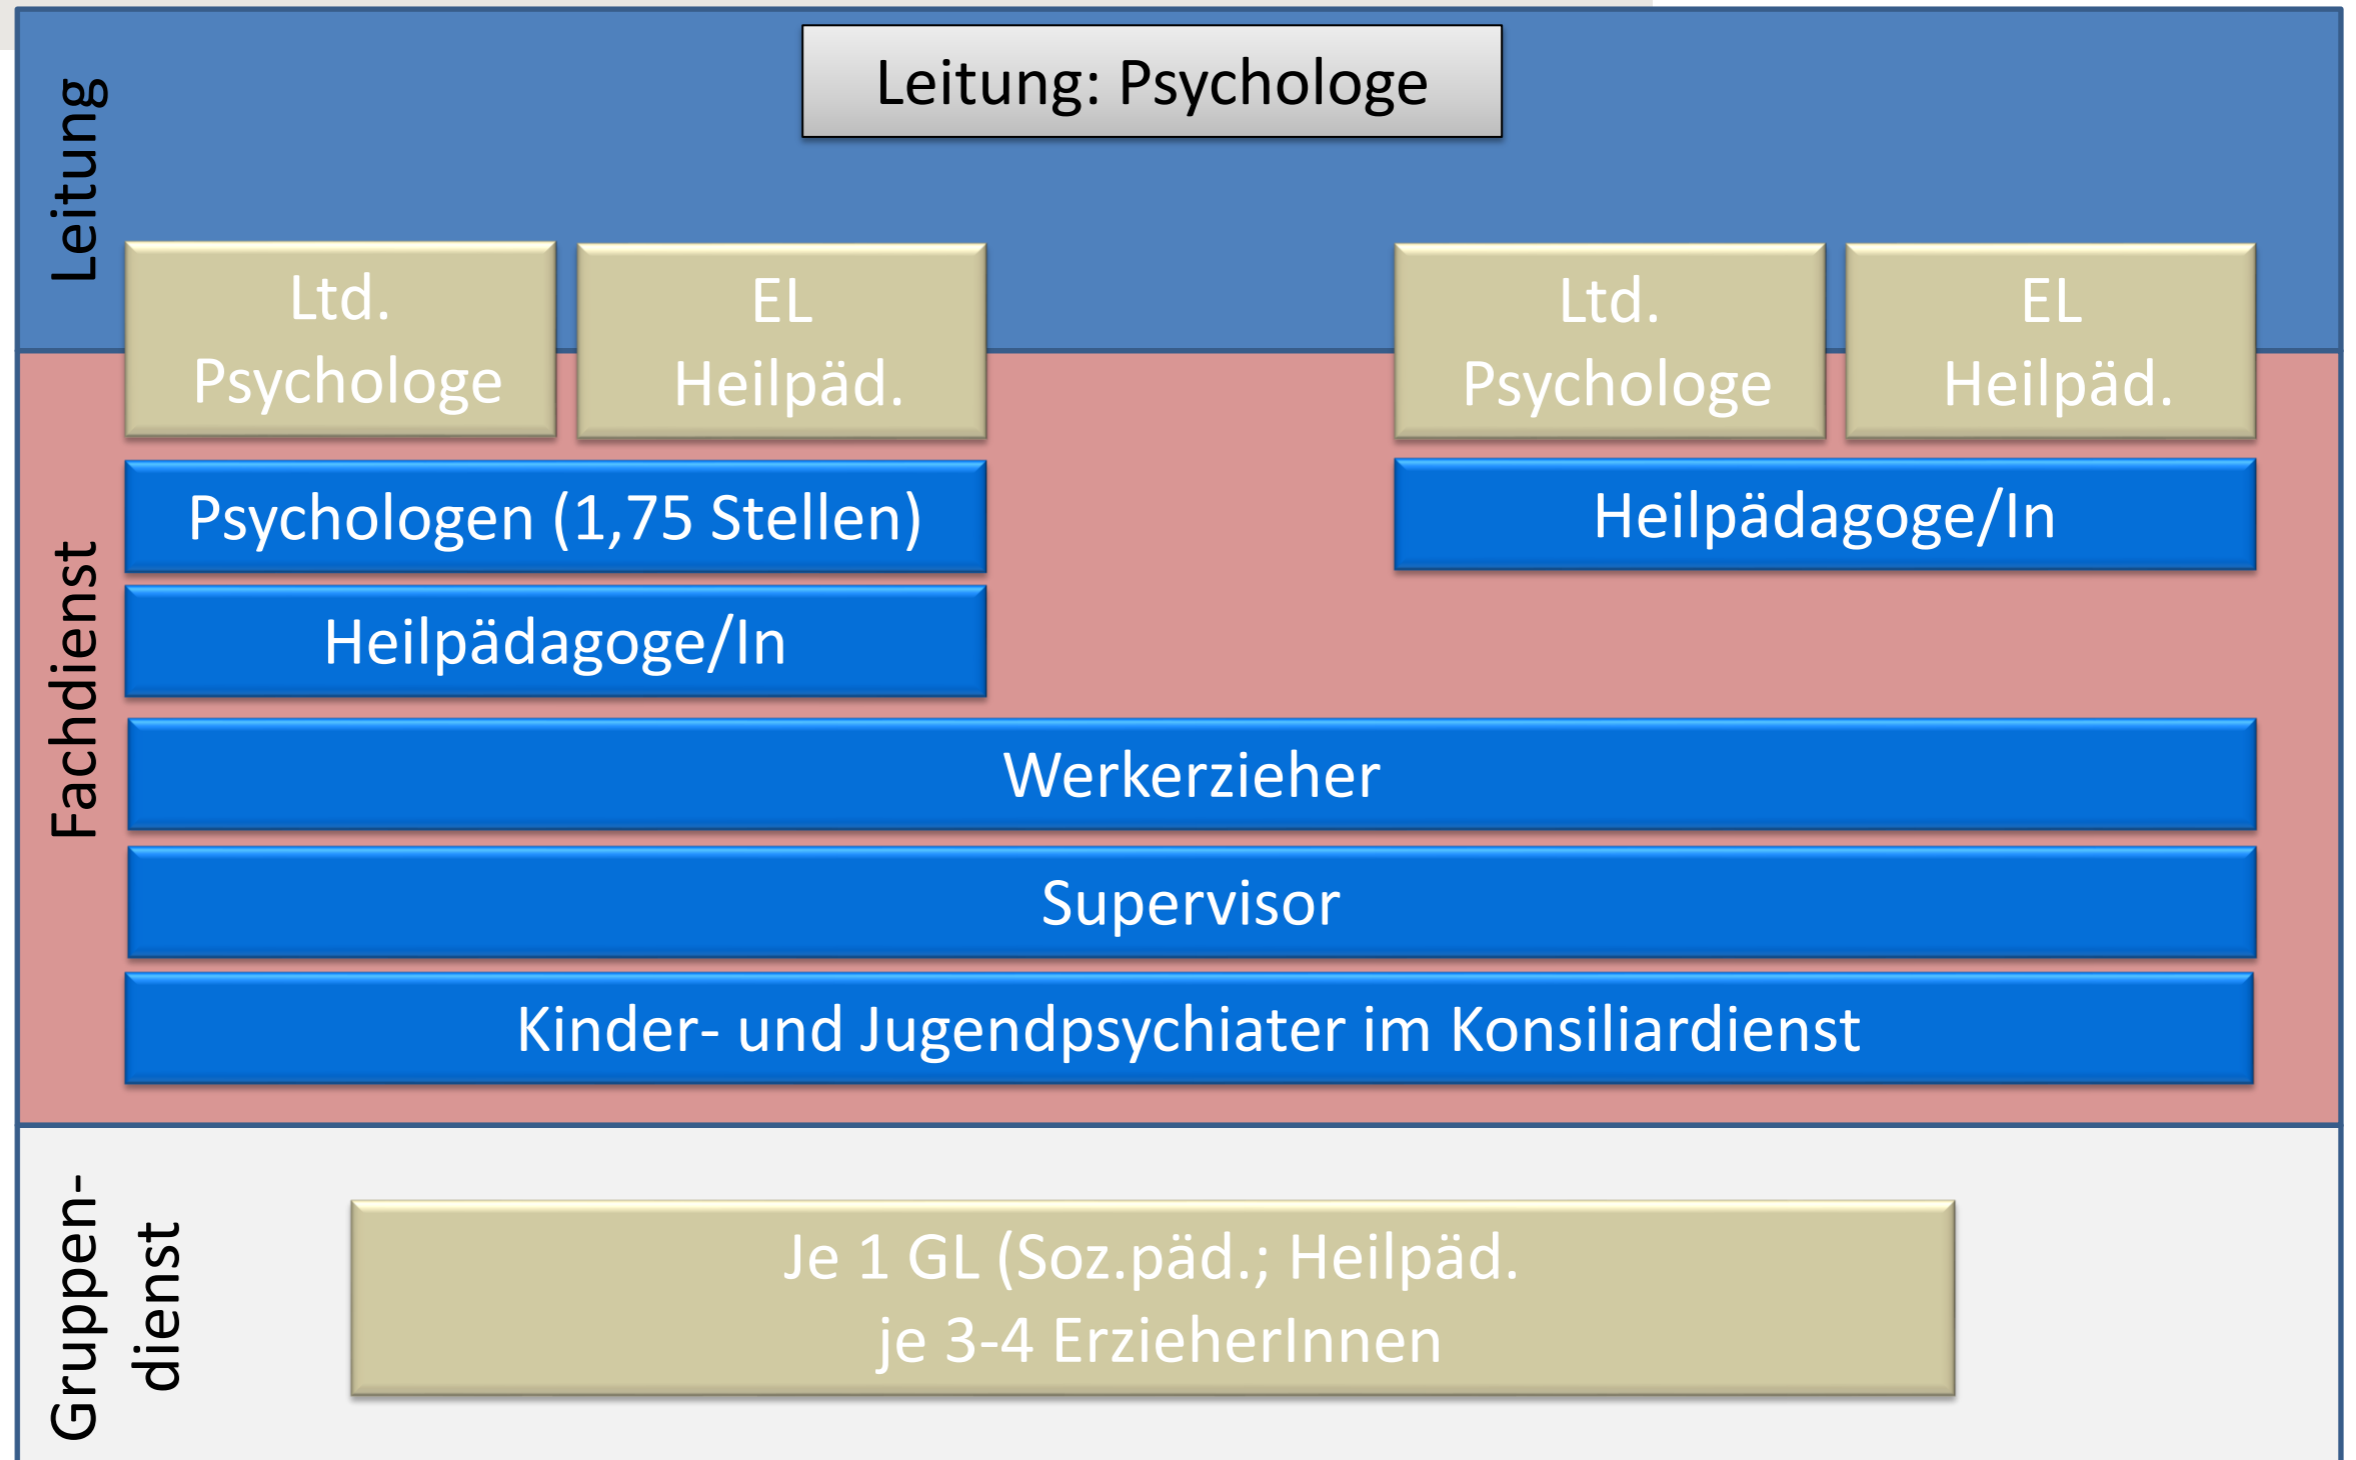 Leitung
Leitung: Psychologe
Ltd.
Psychologe
EL
Heilpäd.
Ltd.
Psychologe
EL
Heilpäd.
Fachdienst
Psychologen (1,75 Stellen)
Heilpädagoge/In
Heilpädagoge/In
Werkerzieher
Supervisor
Kinder- und Jugendpsychiater im Konsiliardienst
Gruppen-
dienst
Je 1 GL (Soz.päd.; Heilpäd.
je 3-4 ErzieherInnen